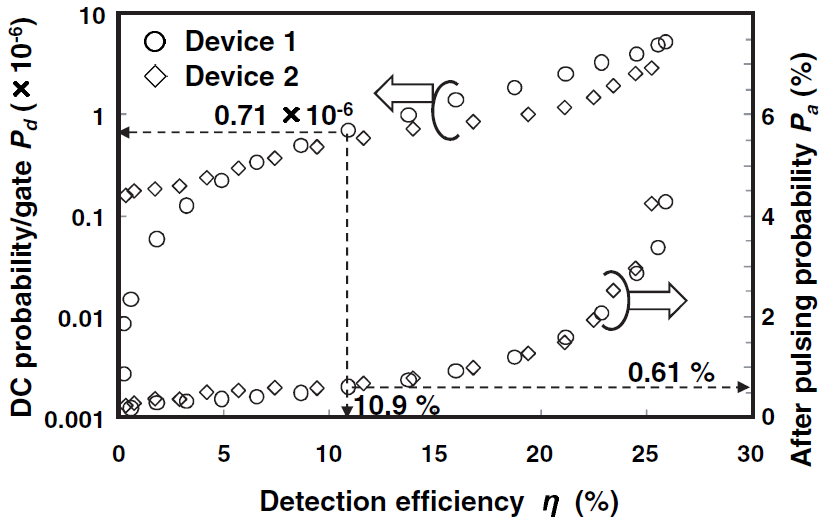 10
1
0.1
0.01
0.001
DC probability/gate P_d (× 10⁻⁶)
○ Device 1
◇ Device 2
0.71 ×10⁻⁶
0.61 %
10.9 %
6
4
2
0
After pulsing probability P_a (%)
0 5 10 15 20 25 30
Detection efficiency η (%)